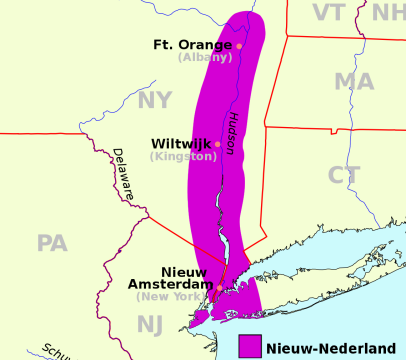 VT
NH
Ft. Orange
(Albany)
MA
NY
Hudson
Wiltwijk
(Kingston)
Delaware
CT
PA
Nieuw
Amsterdam
(New York)
NJ
Schu
Nieuw-Nederland